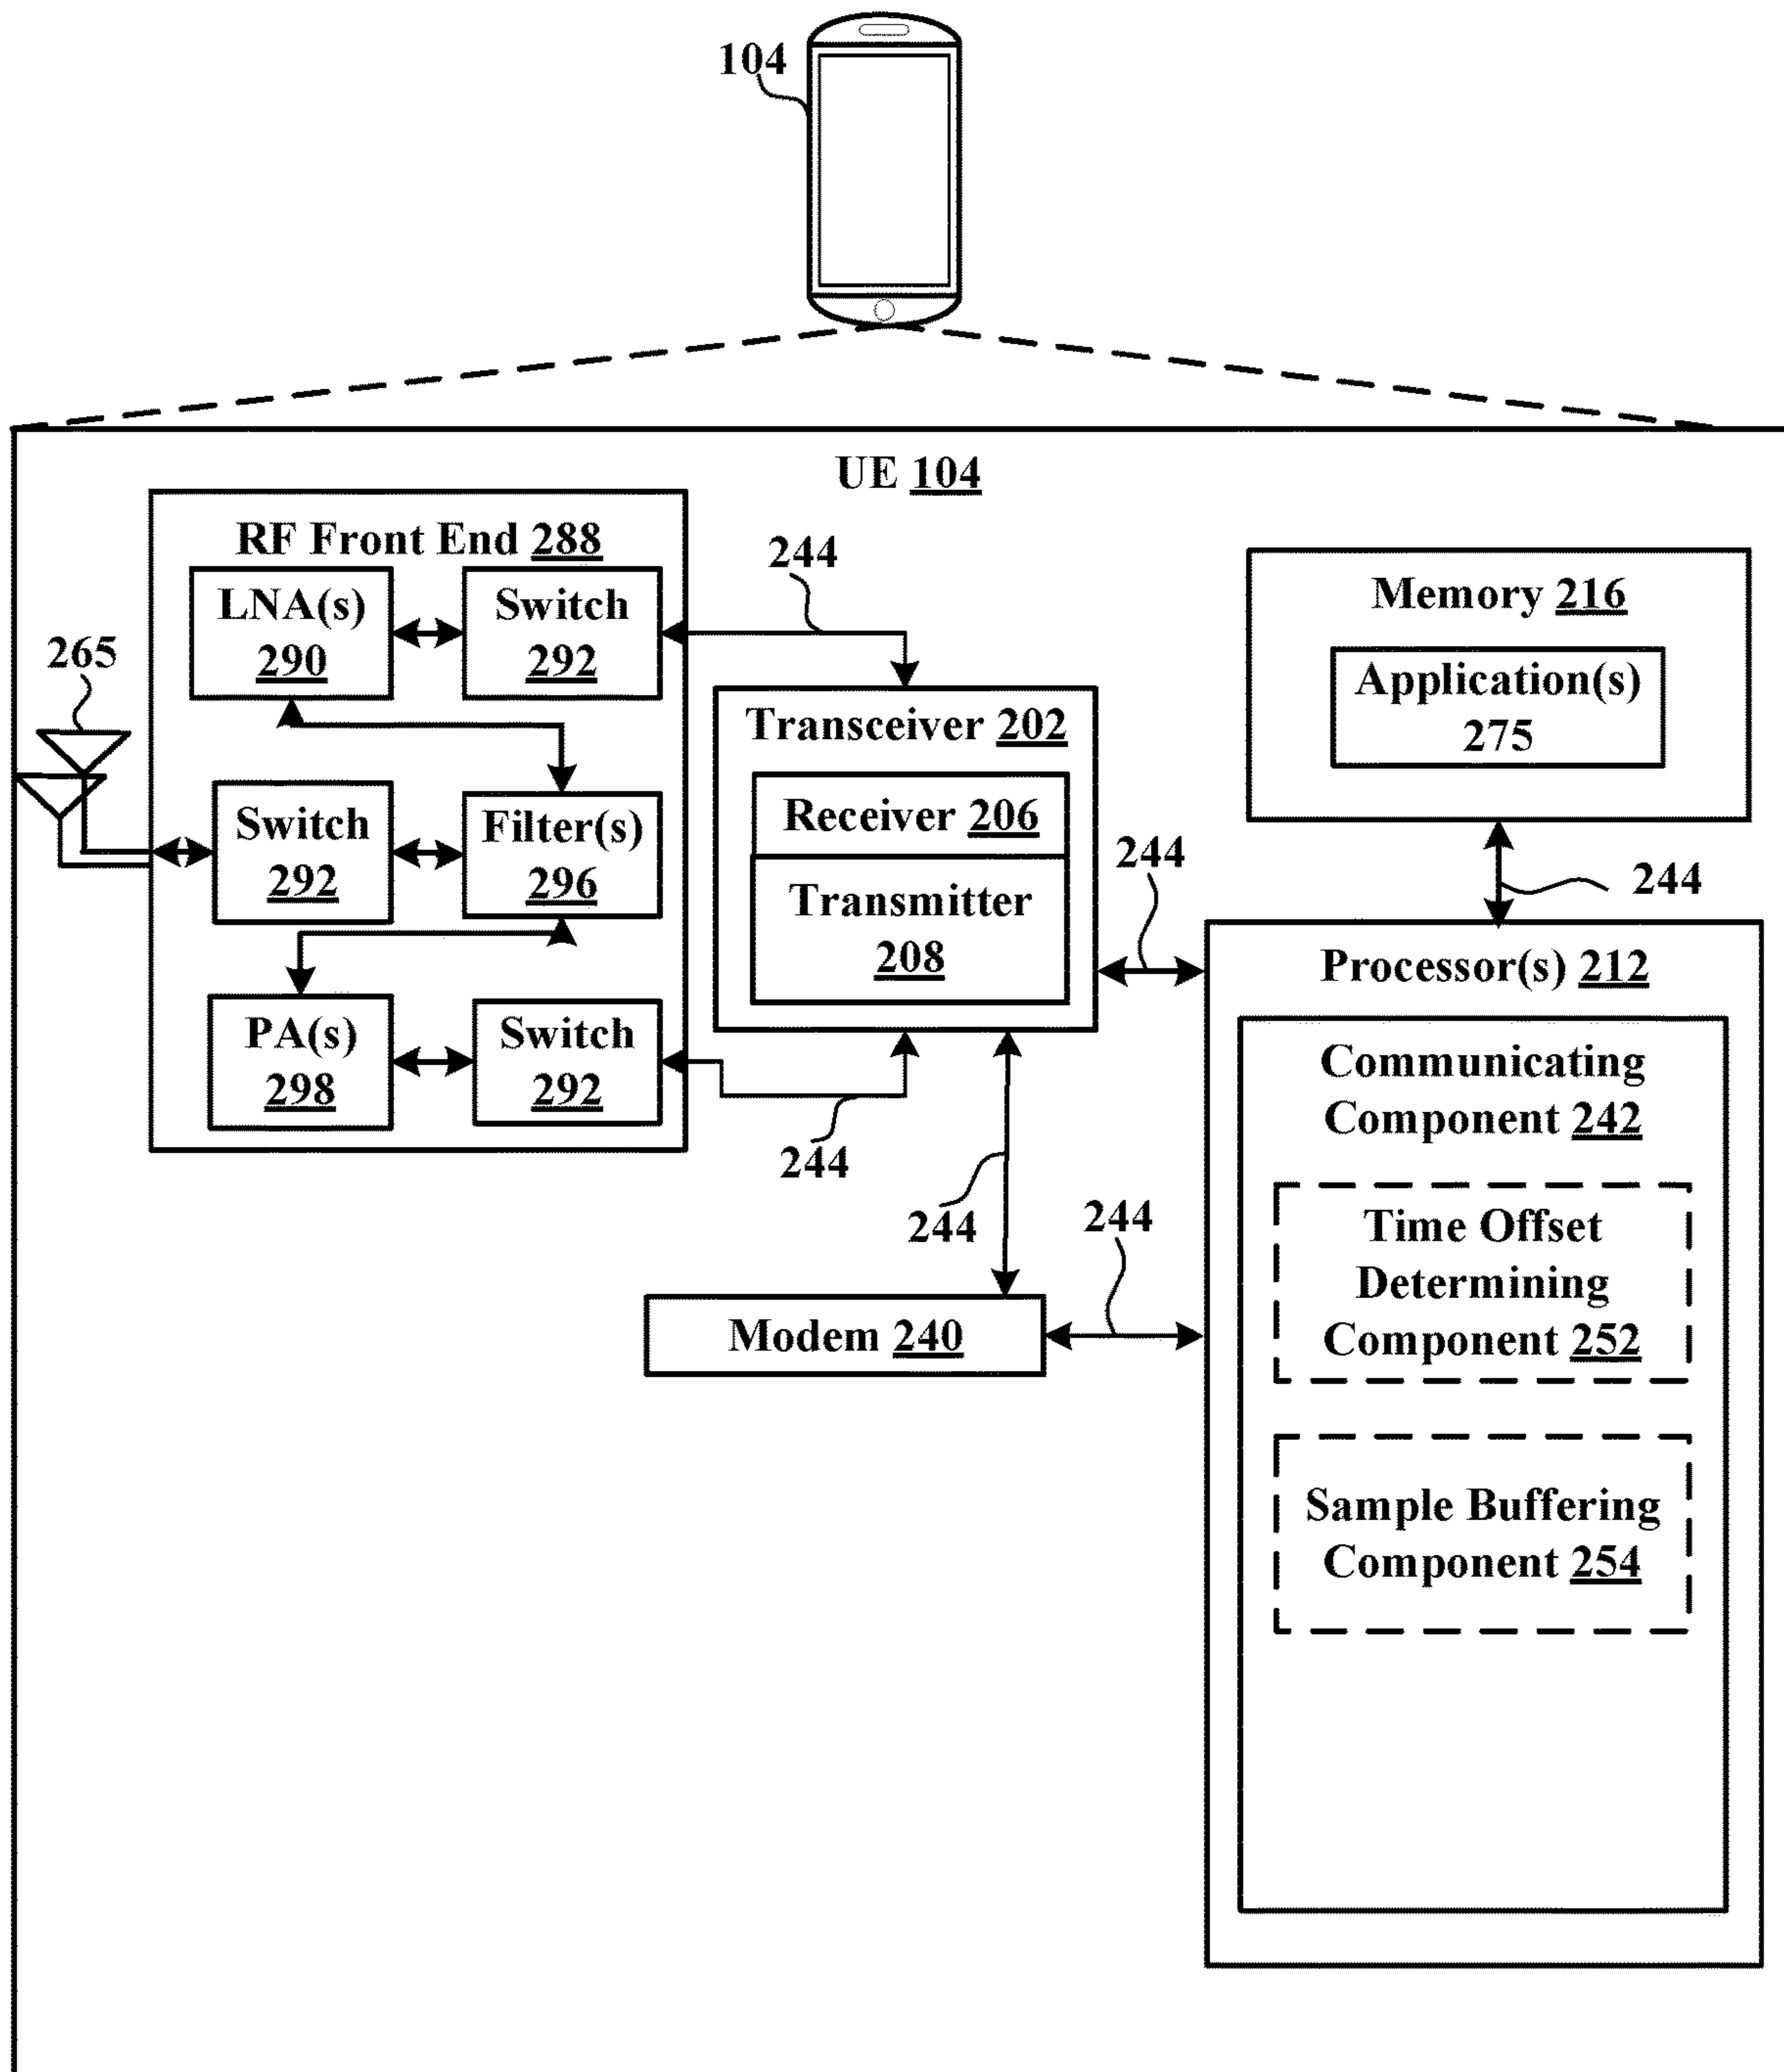 104
UE 104
RF Front End 288
LNA(s)
290
Switch
292
244
265
Switch
292
Filter(s)
296
PA(s)
298
Switch
292
244
Transceiver 202
Receiver 206
Transmitter
208
244
244
Modem 240
244
Memory 216
Application(s)
275
244
Processor(s) 212
Communicating
Component 242
Time Offset
Determining
Component 252
Sample Buffering
Component 254